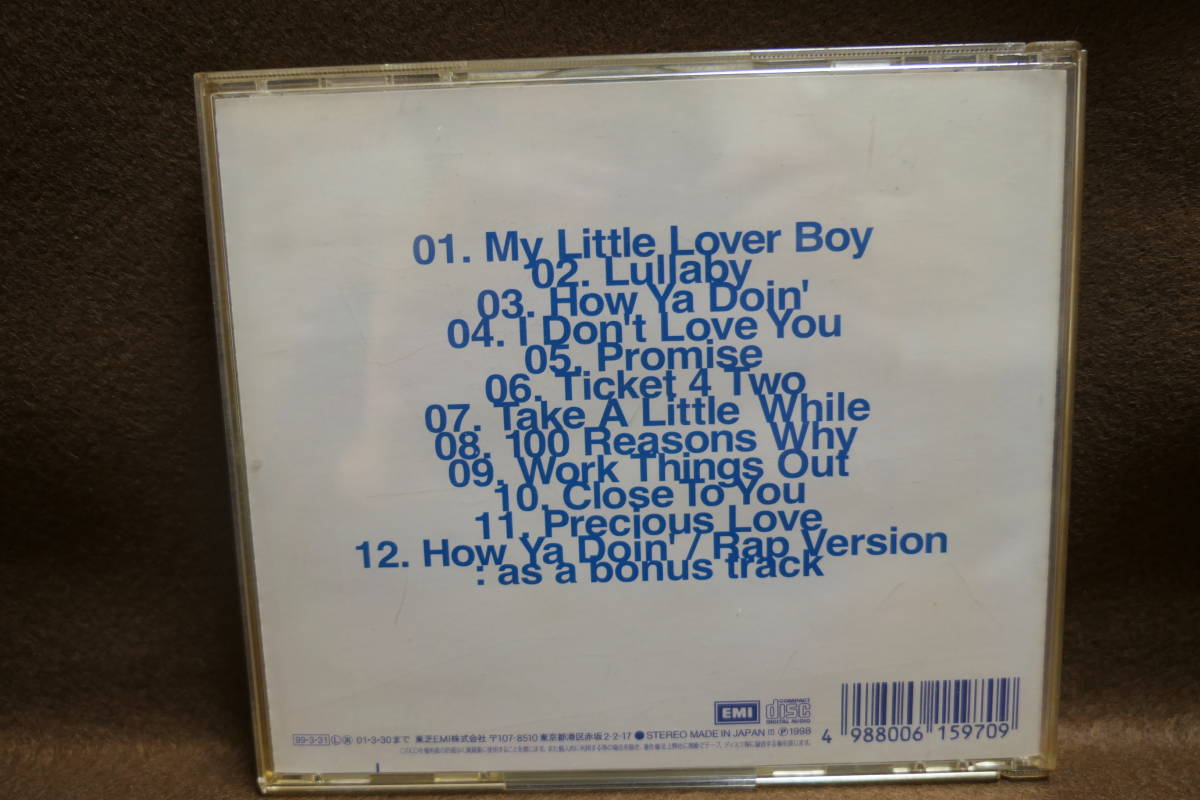 01. My Little Lover Boy
02. Lullaby
03. How Ya Doin'
04. I Don't Love You
05. Promise
06. Ticket 4 Two
07. Take A Little While
08. 100 Reasons Why
09. Work Things Out
10. Close To You
11. Precious Love
12. How Ya Doin' / Rap Version
: as a bonus track
EMI COMPACT disc DIGITAL AUDIO
99-3-31 L 01-3-30まで 東芝EMI株式会社 〒107-8510 東京都港区赤坂2-2-17 ● STEREO MADE IN JAPAN ℗1998
4 988006 159709